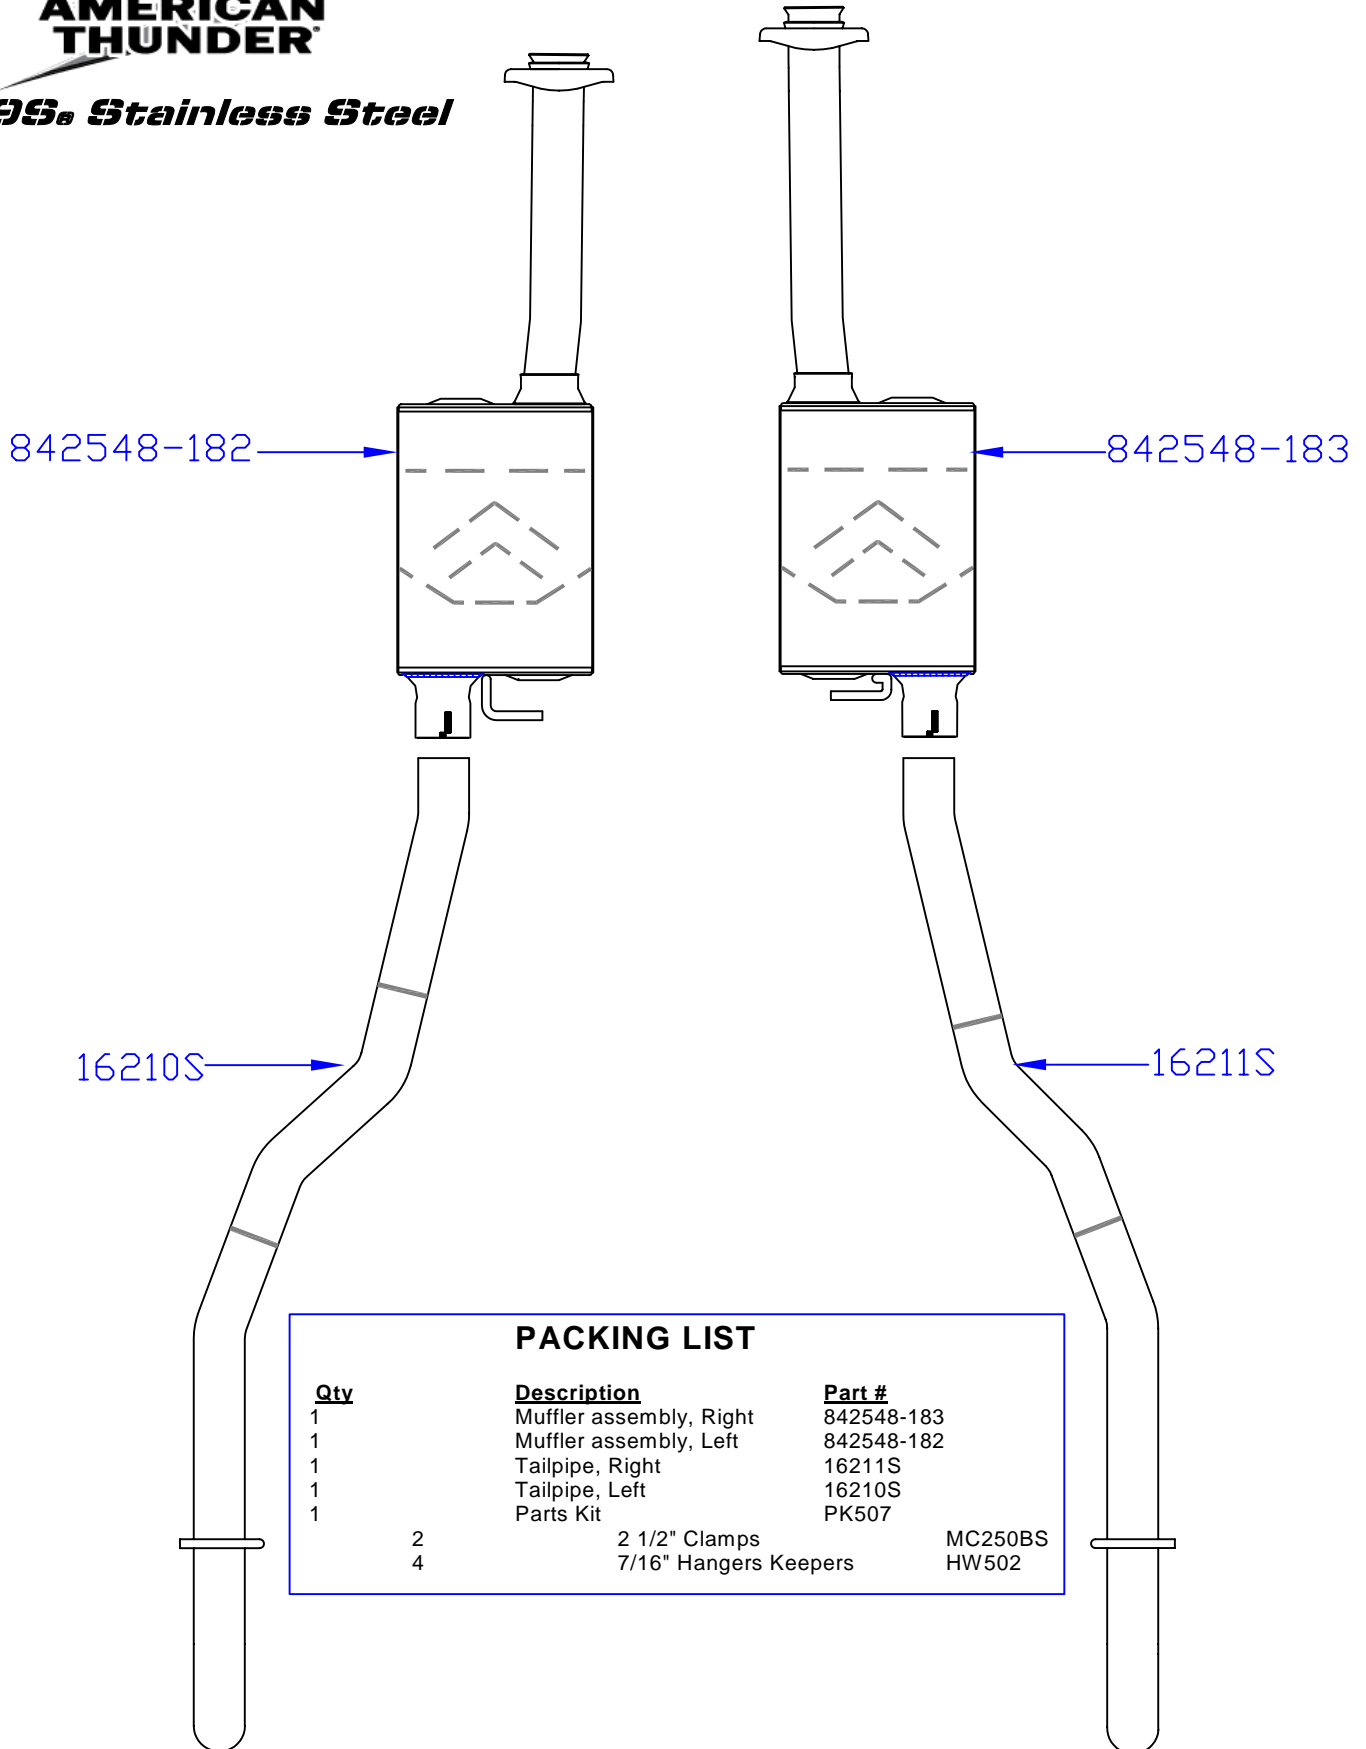 AMERICAN
THUNDER
Stainless Steel
842548-182
842548-183
16210S
16211S
PACKING LIST
Qty Description Part #
1 Muffler assembly, Right 842548-183
1 Muffler assembly, Left 842548-182
1 Tailpipe, Right 16211S
1 Tailpipe, Left 16210S
1 Parts Kit PK507
2 2 1/2" Clamps MC250BS
4 7/16" Hangers Keepers HW502